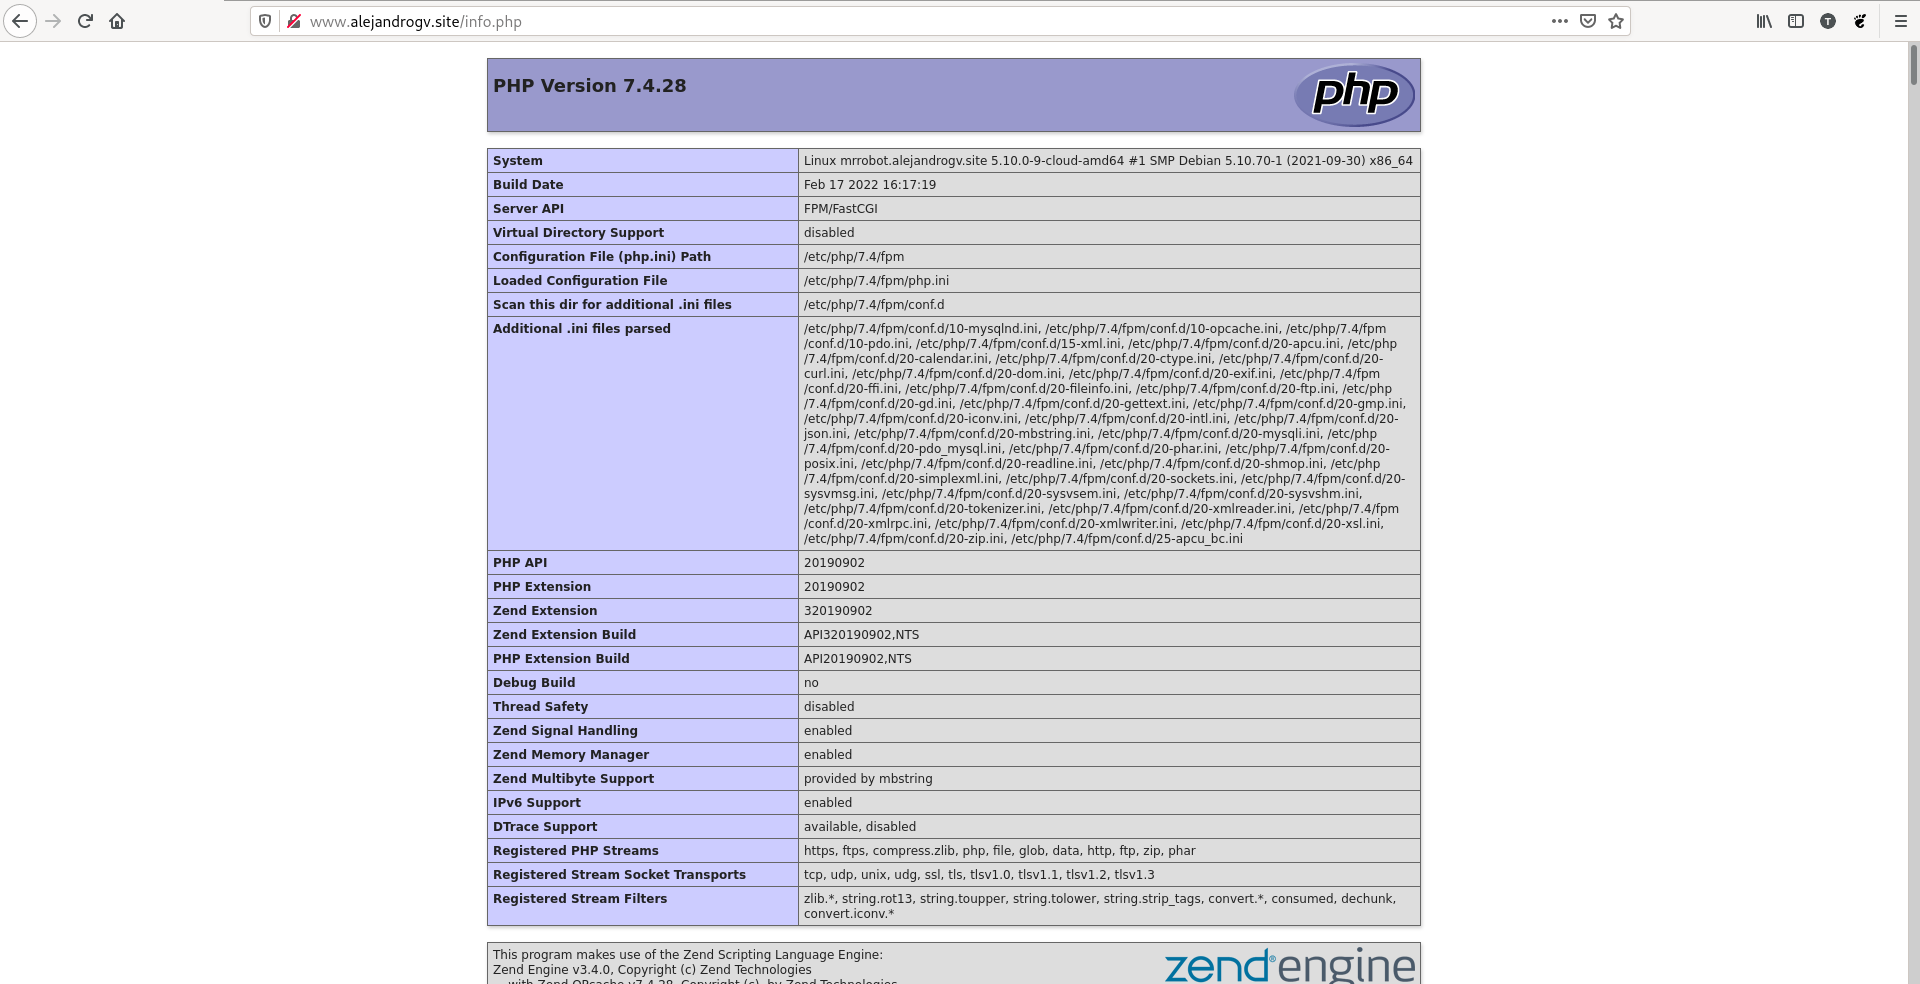 www.alejandrogv.site/info.php
T
PHP Version 7.4.28
php
System Linux mrrobot.alejandrogv.site 5.10.0-9-cloud-amd64 #1 SMP Debian 5.10.70-1 (2021-09-30) x86_64
Build Date Feb 17 2022 16:17:19
Server API FPM/FastCGI
Virtual Directory Support disabled
Configuration File (php.ini) Path /etc/php/7.4/fpm
Loaded Configuration File /etc/php/7.4/fpm/php.ini
Scan this dir for additional .ini files /etc/php/7.4/fpm/conf.d
Additional .ini files parsed /etc/php/7.4/fpm/conf.d/10-mysqlnd.ini, /etc/php/7.4/fpm/conf.d/10-opcache.ini, /etc/php/7.4/fpm
/conf.d/10-pdo.ini, /etc/php/7.4/fpm/conf.d/15-xml.ini, /etc/php/7.4/fpm/conf.d/20-apcu.ini, /etc/php
/7.4/fpm/conf.d/20-calendar.ini, /etc/php/7.4/fpm/conf.d/20-ctype.ini, /etc/php/7.4/fpm/conf.d/20-
curl.ini, /etc/php/7.4/fpm/conf.d/20-dom.ini, /etc/php/7.4/fpm/conf.d/20-exif.ini, /etc/php/7.4/fpm
/conf.d/20-ffi.ini, /etc/php/7.4/fpm/conf.d/20-fileinfo.ini, /etc/php/7.4/fpm/conf.d/20-ftp.ini, /etc/php
/7.4/fpm/conf.d/20-gd.ini, /etc/php/7.4/fpm/conf.d/20-gettext.ini, /etc/php/7.4/fpm/conf.d/20-gmp.ini,
/etc/php/7.4/fpm/conf.d/20-iconv.ini, /etc/php/7.4/fpm/conf.d/20-intl.ini, /etc/php/7.4/fpm/conf.d/20-
json.ini, /etc/php/7.4/fpm/conf.d/20-mbstring.ini, /etc/php/7.4/fpm/conf.d/20-mysqli.ini, /etc/php
/7.4/fpm/conf.d/20-pdo_mysql.ini, /etc/php/7.4/fpm/conf.d/20-phar.ini, /etc/php/7.4/fpm/conf.d/20-
posix.ini, /etc/php/7.4/fpm/conf.d/20-readline.ini, /etc/php/7.4/fpm/conf.d/20-shmop.ini, /etc/php
/7.4/fpm/conf.d/20-simplexml.ini, /etc/php/7.4/fpm/conf.d/20-sockets.ini, /etc/php/7.4/fpm/conf.d/20-
sysvmsg.ini, /etc/php/7.4/fpm/conf.d/20-sysvsem.ini, /etc/php/7.4/fpm/conf.d/20-sysvshm.ini,
/etc/php/7.4/fpm/conf.d/20-tokenizer.ini, /etc/php/7.4/fpm/conf.d/20-xmlreader.ini, /etc/php/7.4/fpm
/conf.d/20-xmlrpc.ini, /etc/php/7.4/fpm/conf.d/20-xmlwriter.ini, /etc/php/7.4/fpm/conf.d/20-xsl.ini,
/etc/php/7.4/fpm/conf.d/20-zip.ini, /etc/php/7.4/fpm/conf.d/25-apcu_bc.ini
PHP API 20190902
PHP Extension 20190902
Zend Extension 320190902
Zend Extension Build API320190902,NTS
PHP Extension Build API20190902,NTS
Debug Build no
Thread Safety disabled
Zend Signal Handling enabled
Zend Memory Manager enabled
Zend Multibyte Support provided by mbstring
IPv6 Support enabled
DTrace Support available, disabled
Registered PHP Streams https, ftps, compress.zlib, php, file, glob, data, http, ftp, zip, phar
Registered Stream Socket Transports tcp, udp, unix, udg, ssl, tls, tlsv1.0, tlsv1.1, tlsv1.2, tlsv1.3
Registered Stream Filters zlib.*, string.rot13, string.toupper, string.tolower, string.strip_tags, convert.*, consumed, dechunk,
convert.iconv.*
This program makes use of the Zend Scripting Language Engine:
Zend Engine v3.4.0, Copyright (c) Zend Technologies
with Zend OPcache v7.4.28, Copyright (c), by Zend Technologies
zend® engine